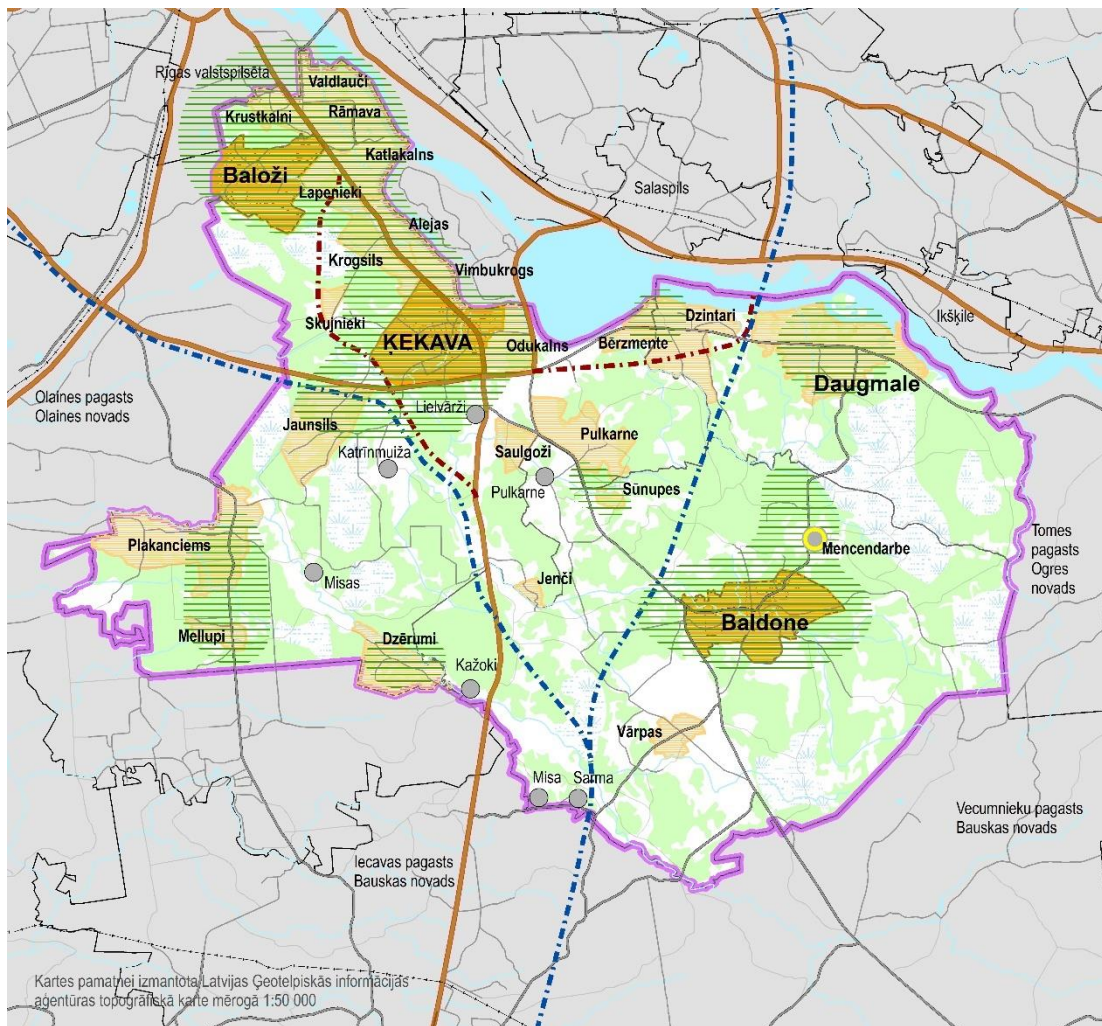 Rīgas valstspilsēta
Valdlauči
Rāmava
Krustkalni
Katlakalns
Baloži
Lapenieki
Salaspils
Alejas
Krogsils
Vimbukrogs
Skujnieki
Dzintari
Ikšķile
ĶEKAVA
Odukalns
Bērzmente
Daugmale
Olaines pagasts
Olaines novads
Lielvārži
Jaunsils
Pulkarne
Katrīnmuiža
Saulgoži
Pulkarne
Sūnupes
Plakanciems
Mencendarbe
Tomes
pagasts
Ogres
novads
Misas
Jenči
Baldone
Mellupi
Dzērumi
Kažoki
Vārpas
Misa
Sarma
Vecumnieku pagasts
Bauskas novads
Iecavas pagasts
Bauskas novads
Kartes pamatnei izmantota Latvijas Ģeotelpiskās informācijas
aģentūras topogrāfiskā karte mērogā 1:50 000